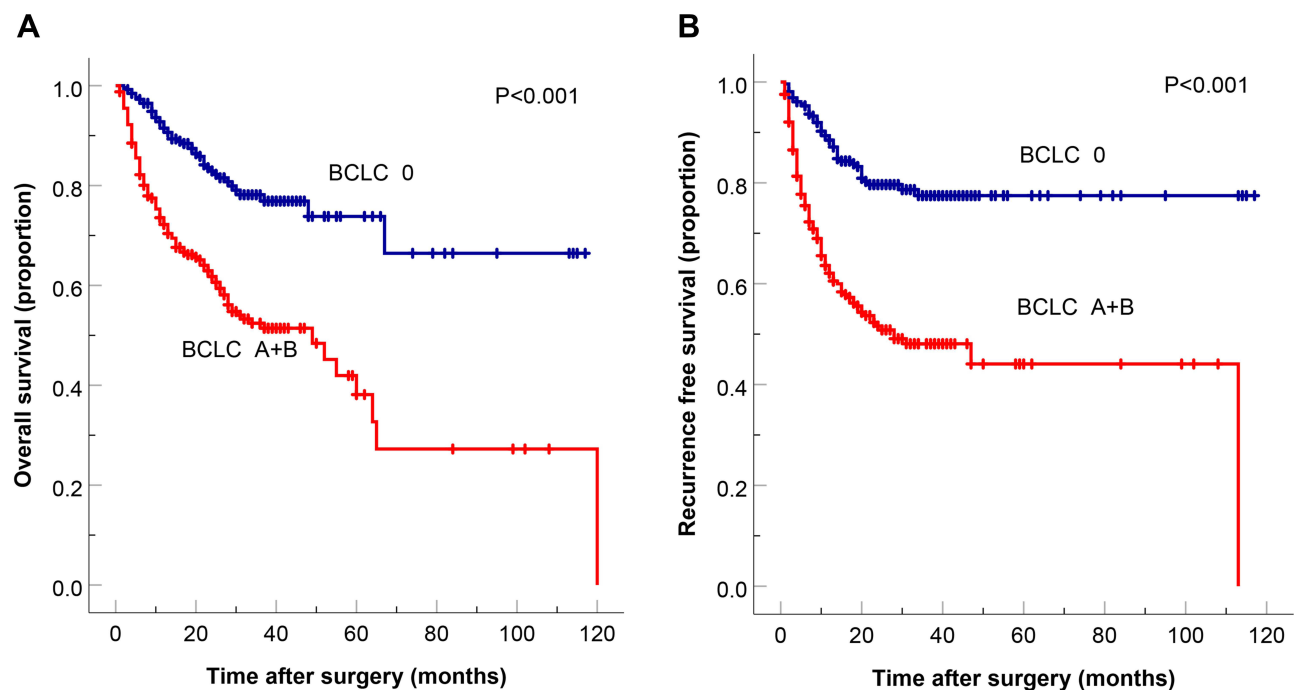 A
Overall survival (proportion)
1.0
0.8
0.6
0.4
0.2
0.0
P<0.001
BCLC 0
BCLC A+B
0 20 40 60 80 100 120
Time after surgery (months)
B
Recurrence free survival (proportion)
1.0
0.8
0.6
0.4
0.2
0.0
P<0.001
BCLC 0
BCLC A+B
0 20 40 60 80 100 120
Time after surgery (months)